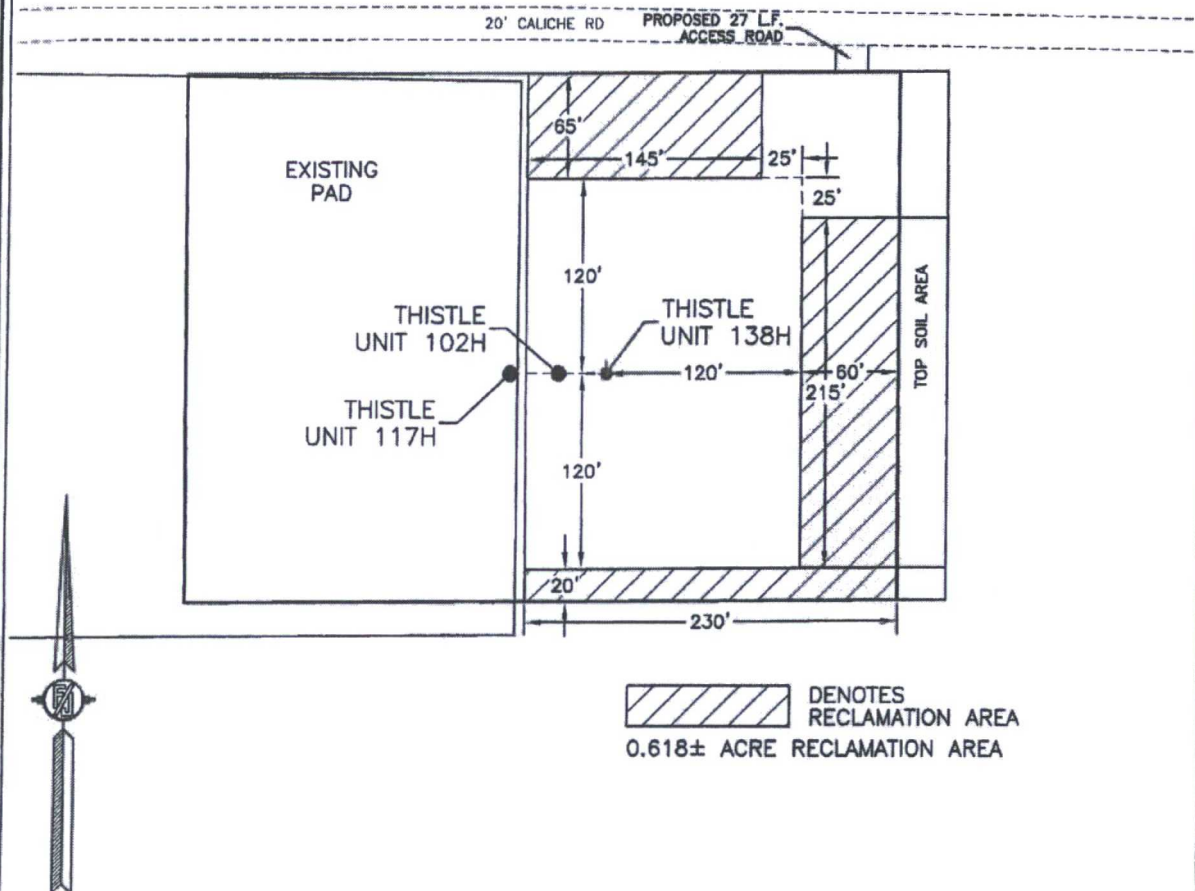 20' CALICHE RD
PROPOSED 27 L.F.
ACCESS ROAD
65'
145'
25'
25'
EXISTING
PAD
120'
THISTLE
UNIT 102H
THISTLE
UNIT 138H
120'
60'
215'
TOP SOIL AREA
THISTLE
UNIT 117H
120'
20'
230'
DENOTES
RECLAMATION AREA
0.618± ACRE RECLAMATION AREA